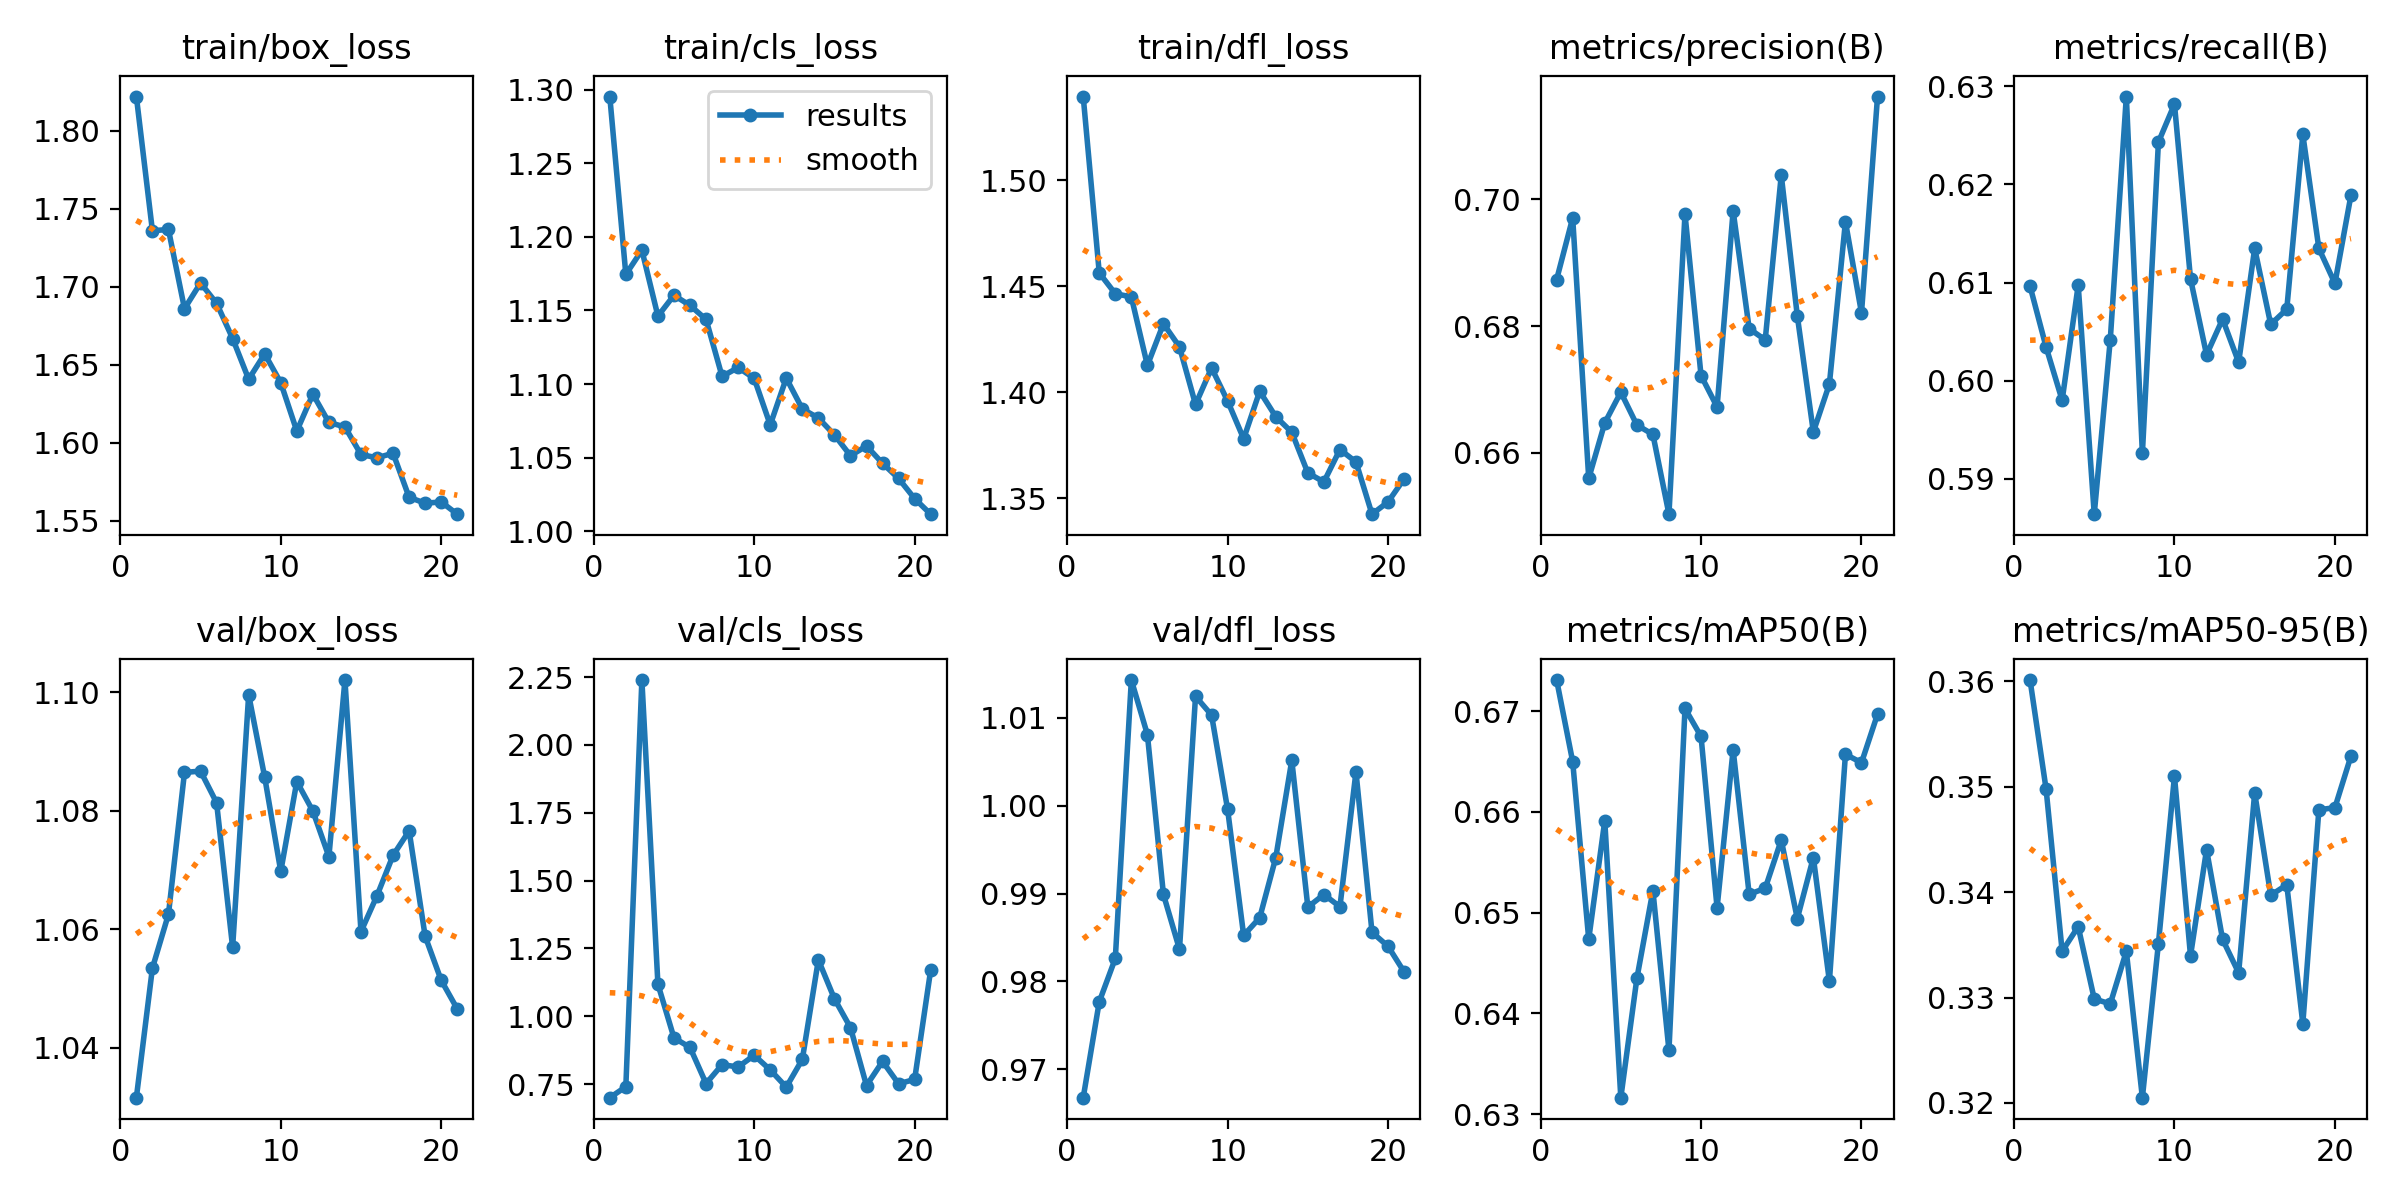 train/box_loss
1.80
1.75
1.70
1.65
1.60
1.55
0 10 20
train/cls_loss
results
smooth
1.30
1.25
1.20
1.15
1.10
1.05
1.00
0 10 20
train/dfl_loss
1.50
1.45
1.40
1.35
0 10 20
metrics/precision(B)
0.70
0.68
0.66
0 10 20
metrics/recall(B)
0.63
0.62
0.61
0.60
0.59
0 10 20
val/box_loss
1.10
1.08
1.06
1.04
0 10 20
val/cls_loss
2.25
2.00
1.75
1.50
1.25
1.00
0.75
0 10 20
val/dfl_loss
1.01
1.00
0.99
0.98
0.97
0 10 20
metrics/mAP50(B)
0.67
0.66
0.65
0.64
0.63
0 10 20
metrics/mAP50-95(B)
0.36
0.35
0.34
0.33
0.32
0 10 20